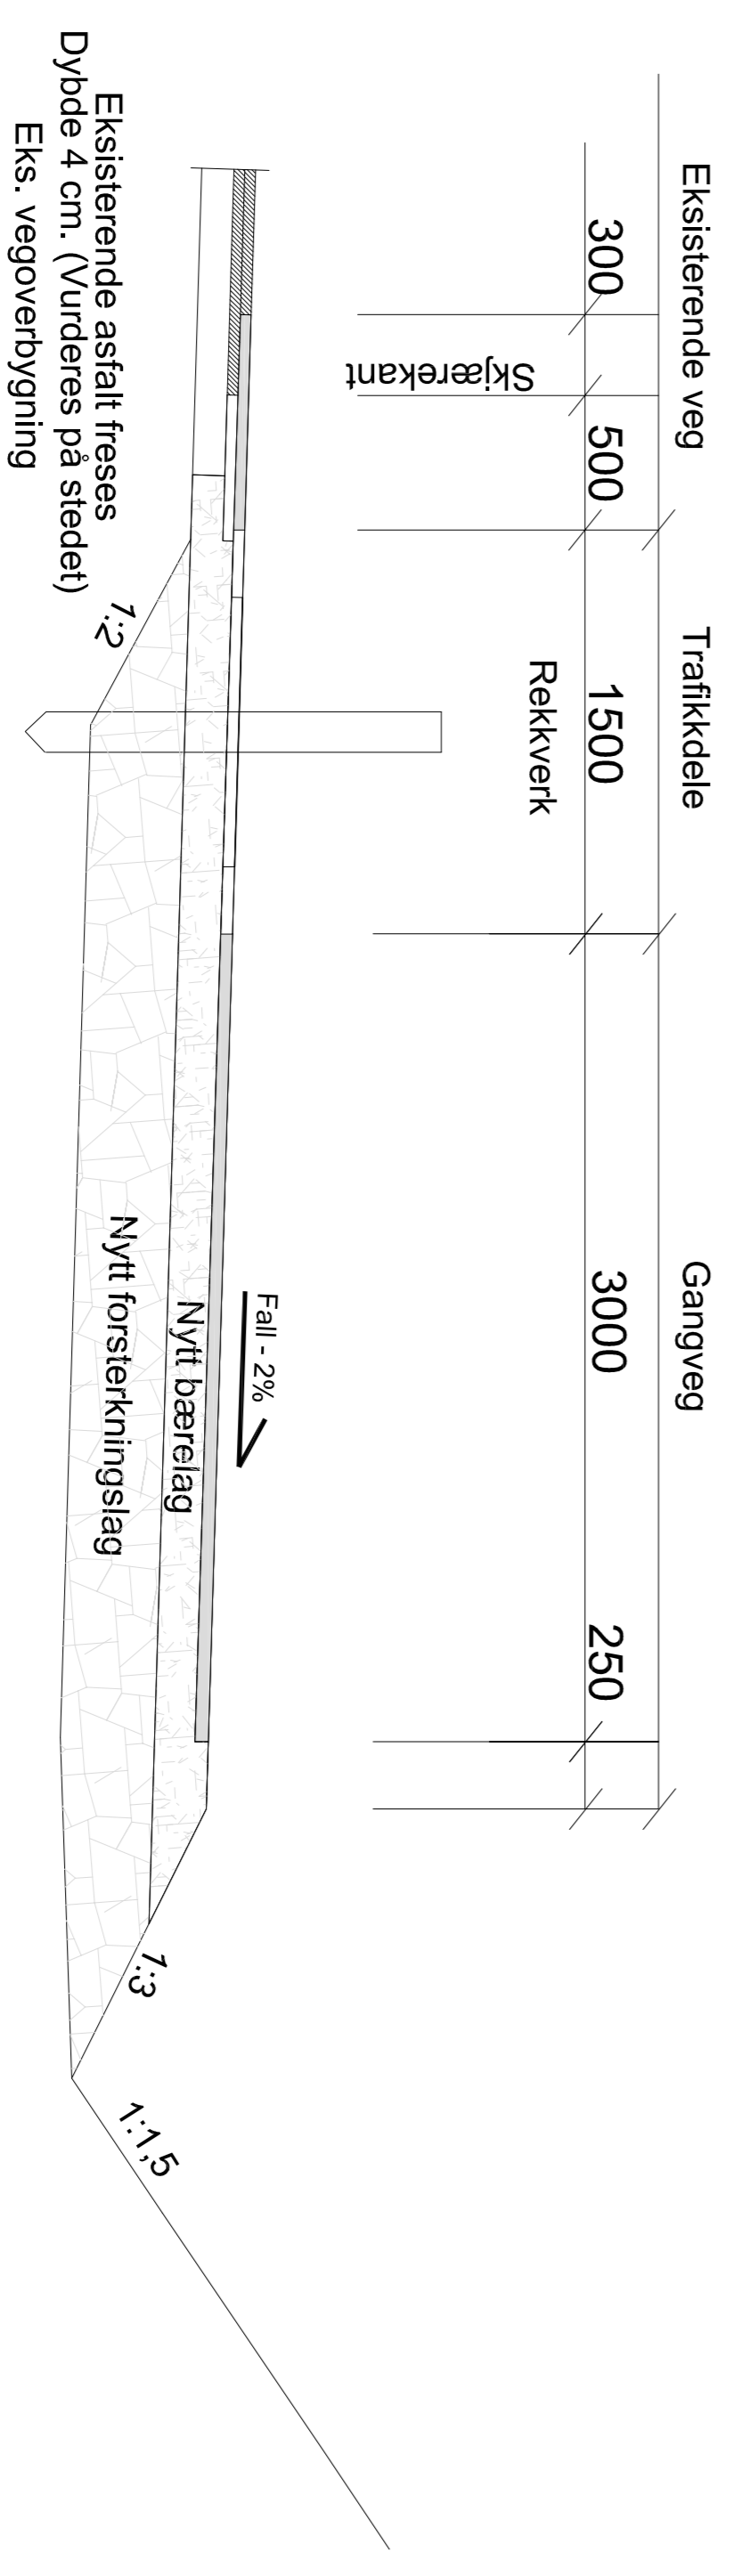 Eksisterende veg
Trafikkdele
Gangveg
300
500
1500
3000
250
Skjærekant
Rekkverk
Fall - 2%
Nytt bærelag
Nytt forsterkningslag
1:2
1:3
1:1,5
Eksisterende asfalt freses
Dybde 4 cm. (Vurderes på stedet)
Eks. vegoverbygning